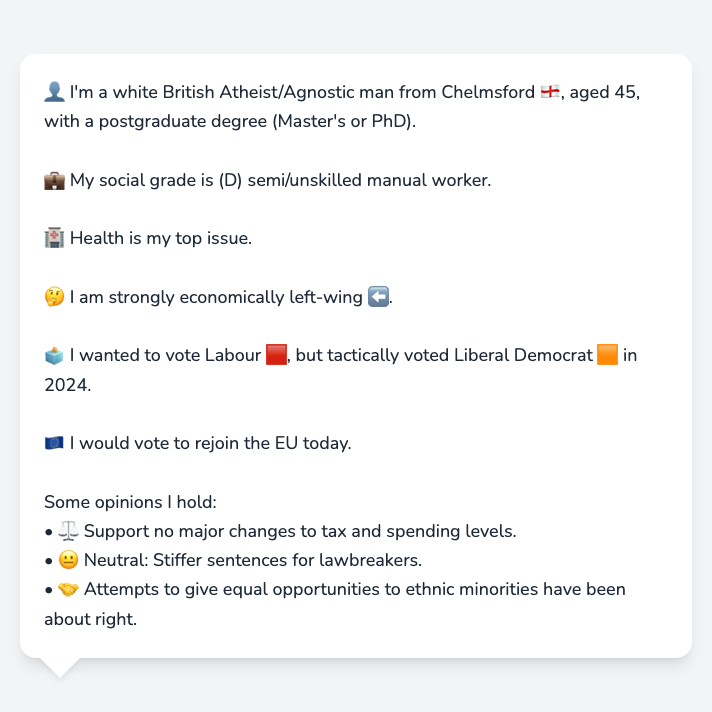 👤 I'm a white British Atheist/Agnostic man from Chelmsford 🏴󠁧󠁢󠁥󠁮󠁧󠁿, aged 45,
with a postgraduate degree (Master's or PhD).
💼 My social grade is (D) semi/unskilled manual worker.
🏥 Health is my top issue.
🤔 I am strongly economically left-wing ⬅️.
🗳️ I wanted to vote Labour 🟥, but tactically voted Liberal Democrat 🟧 in
2024.
🇪🇺 I would vote to rejoin the EU today.
Some opinions I hold:
• ⚖️ Support no major changes to tax and spending levels.
• 😐 Neutral: Stiffer sentences for lawbreakers.
• 🤝 Attempts to give equal opportunities to ethnic minorities have been
about right.